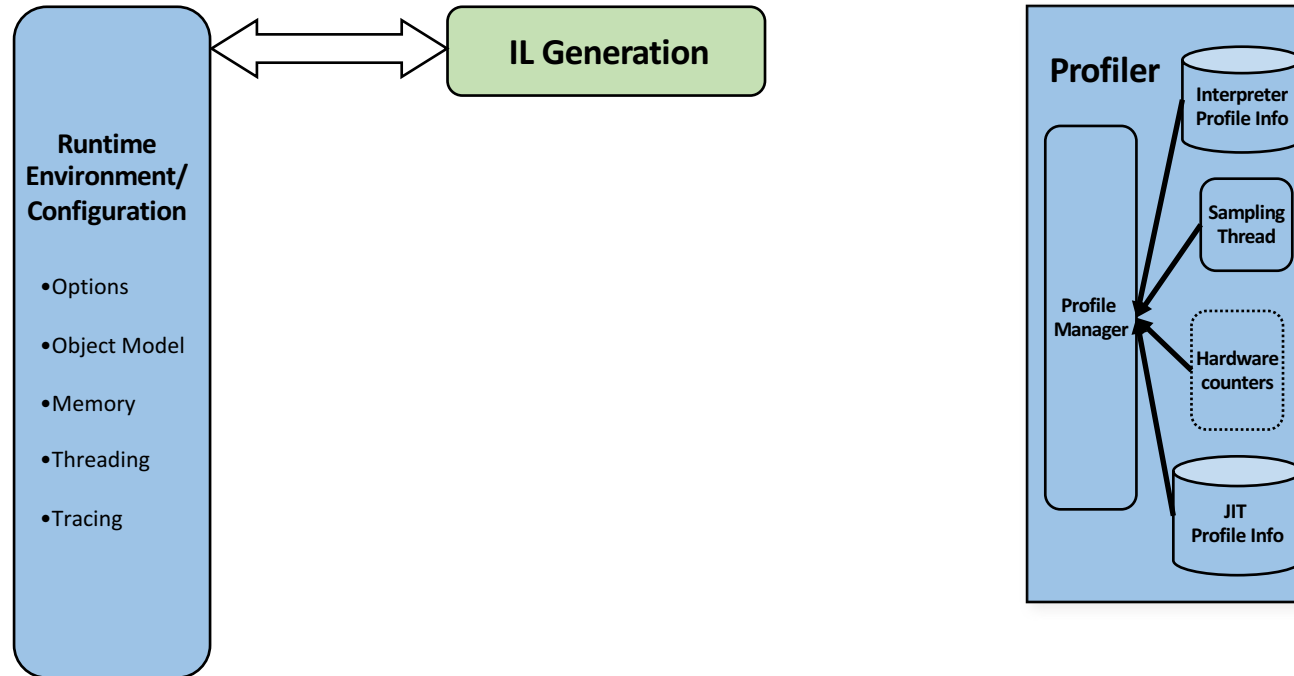 IL Generation
Runtime
Environment/
Configuration
•Options
•Object Model
•Memory
•Threading
•Tracing
Profiler
Interpreter
Profile Info
Sampling
Thread
Profile
Manager
Hardware
counters
JIT
Profile Info